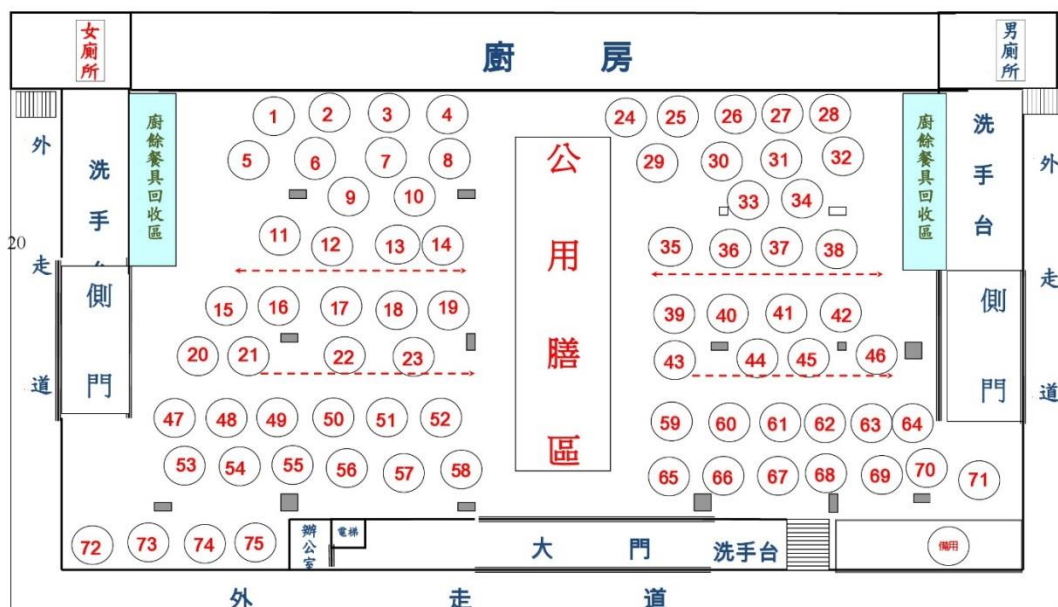 女廁所
廚 房
男廁所
外走道
洗手台
廚餘餐具回收區
1 2 3 4
5 6 7 8
9 10
11 12 13 14
15 16 17 18 19
20 21 22 23
公用膳區
24 25 26 27 28
29 30 31 32
33 34
35 36 37 38
39 40 41 42
43 44 45 46
廚餘餐具回收區
洗手台
外走道
20
側門
側門
47 48 49 50 51 52
53 54 55 56 57 58
59 60 61 62 63 64
65 66 67 68 69 70 71
72 73 74 75
辦公室
電梯
大 門
洗手台
備用
外 走 道